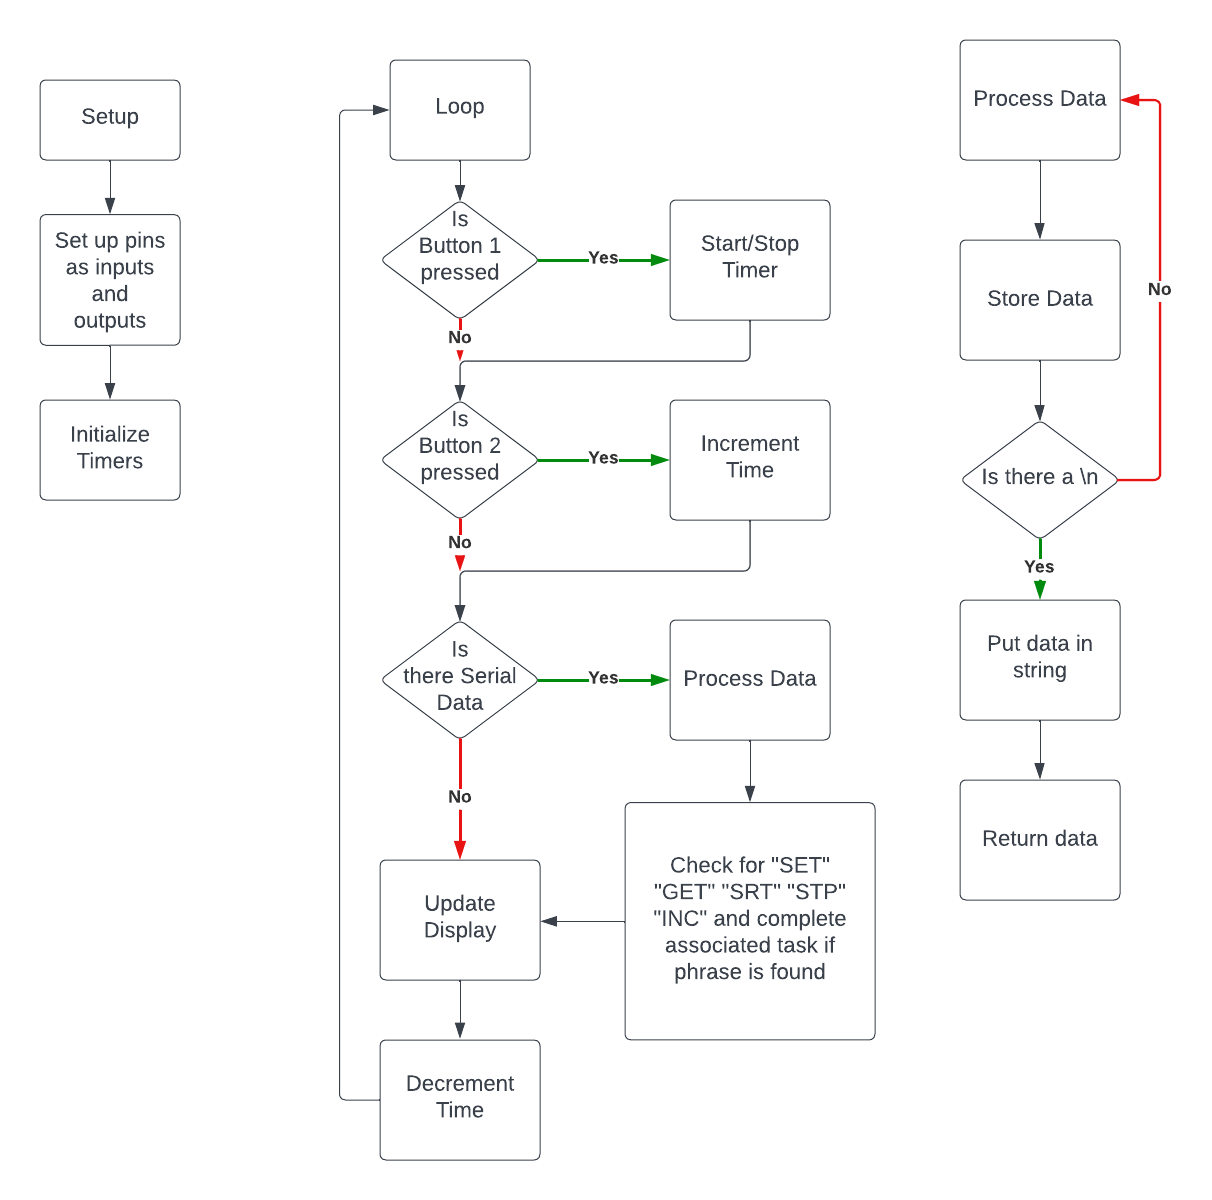 Setup
Set up pins
as inputs
and
outputs
Initialize
Timers
Loop
Is
Button 1
pressed
Yes
Start/Stop
Timer
No
Is
Button 2
pressed
Yes
Increment
Time
No
Is
there Serial
Data
Yes
Process Data
No
Check for "SET"
"GET" "SRT" "STP"
"INC" and complete
associated task if
phrase is found
Update
Display
Decrement
Time
Process Data
Store Data
No
Is there a \n
Yes
Put data in
string
Return data